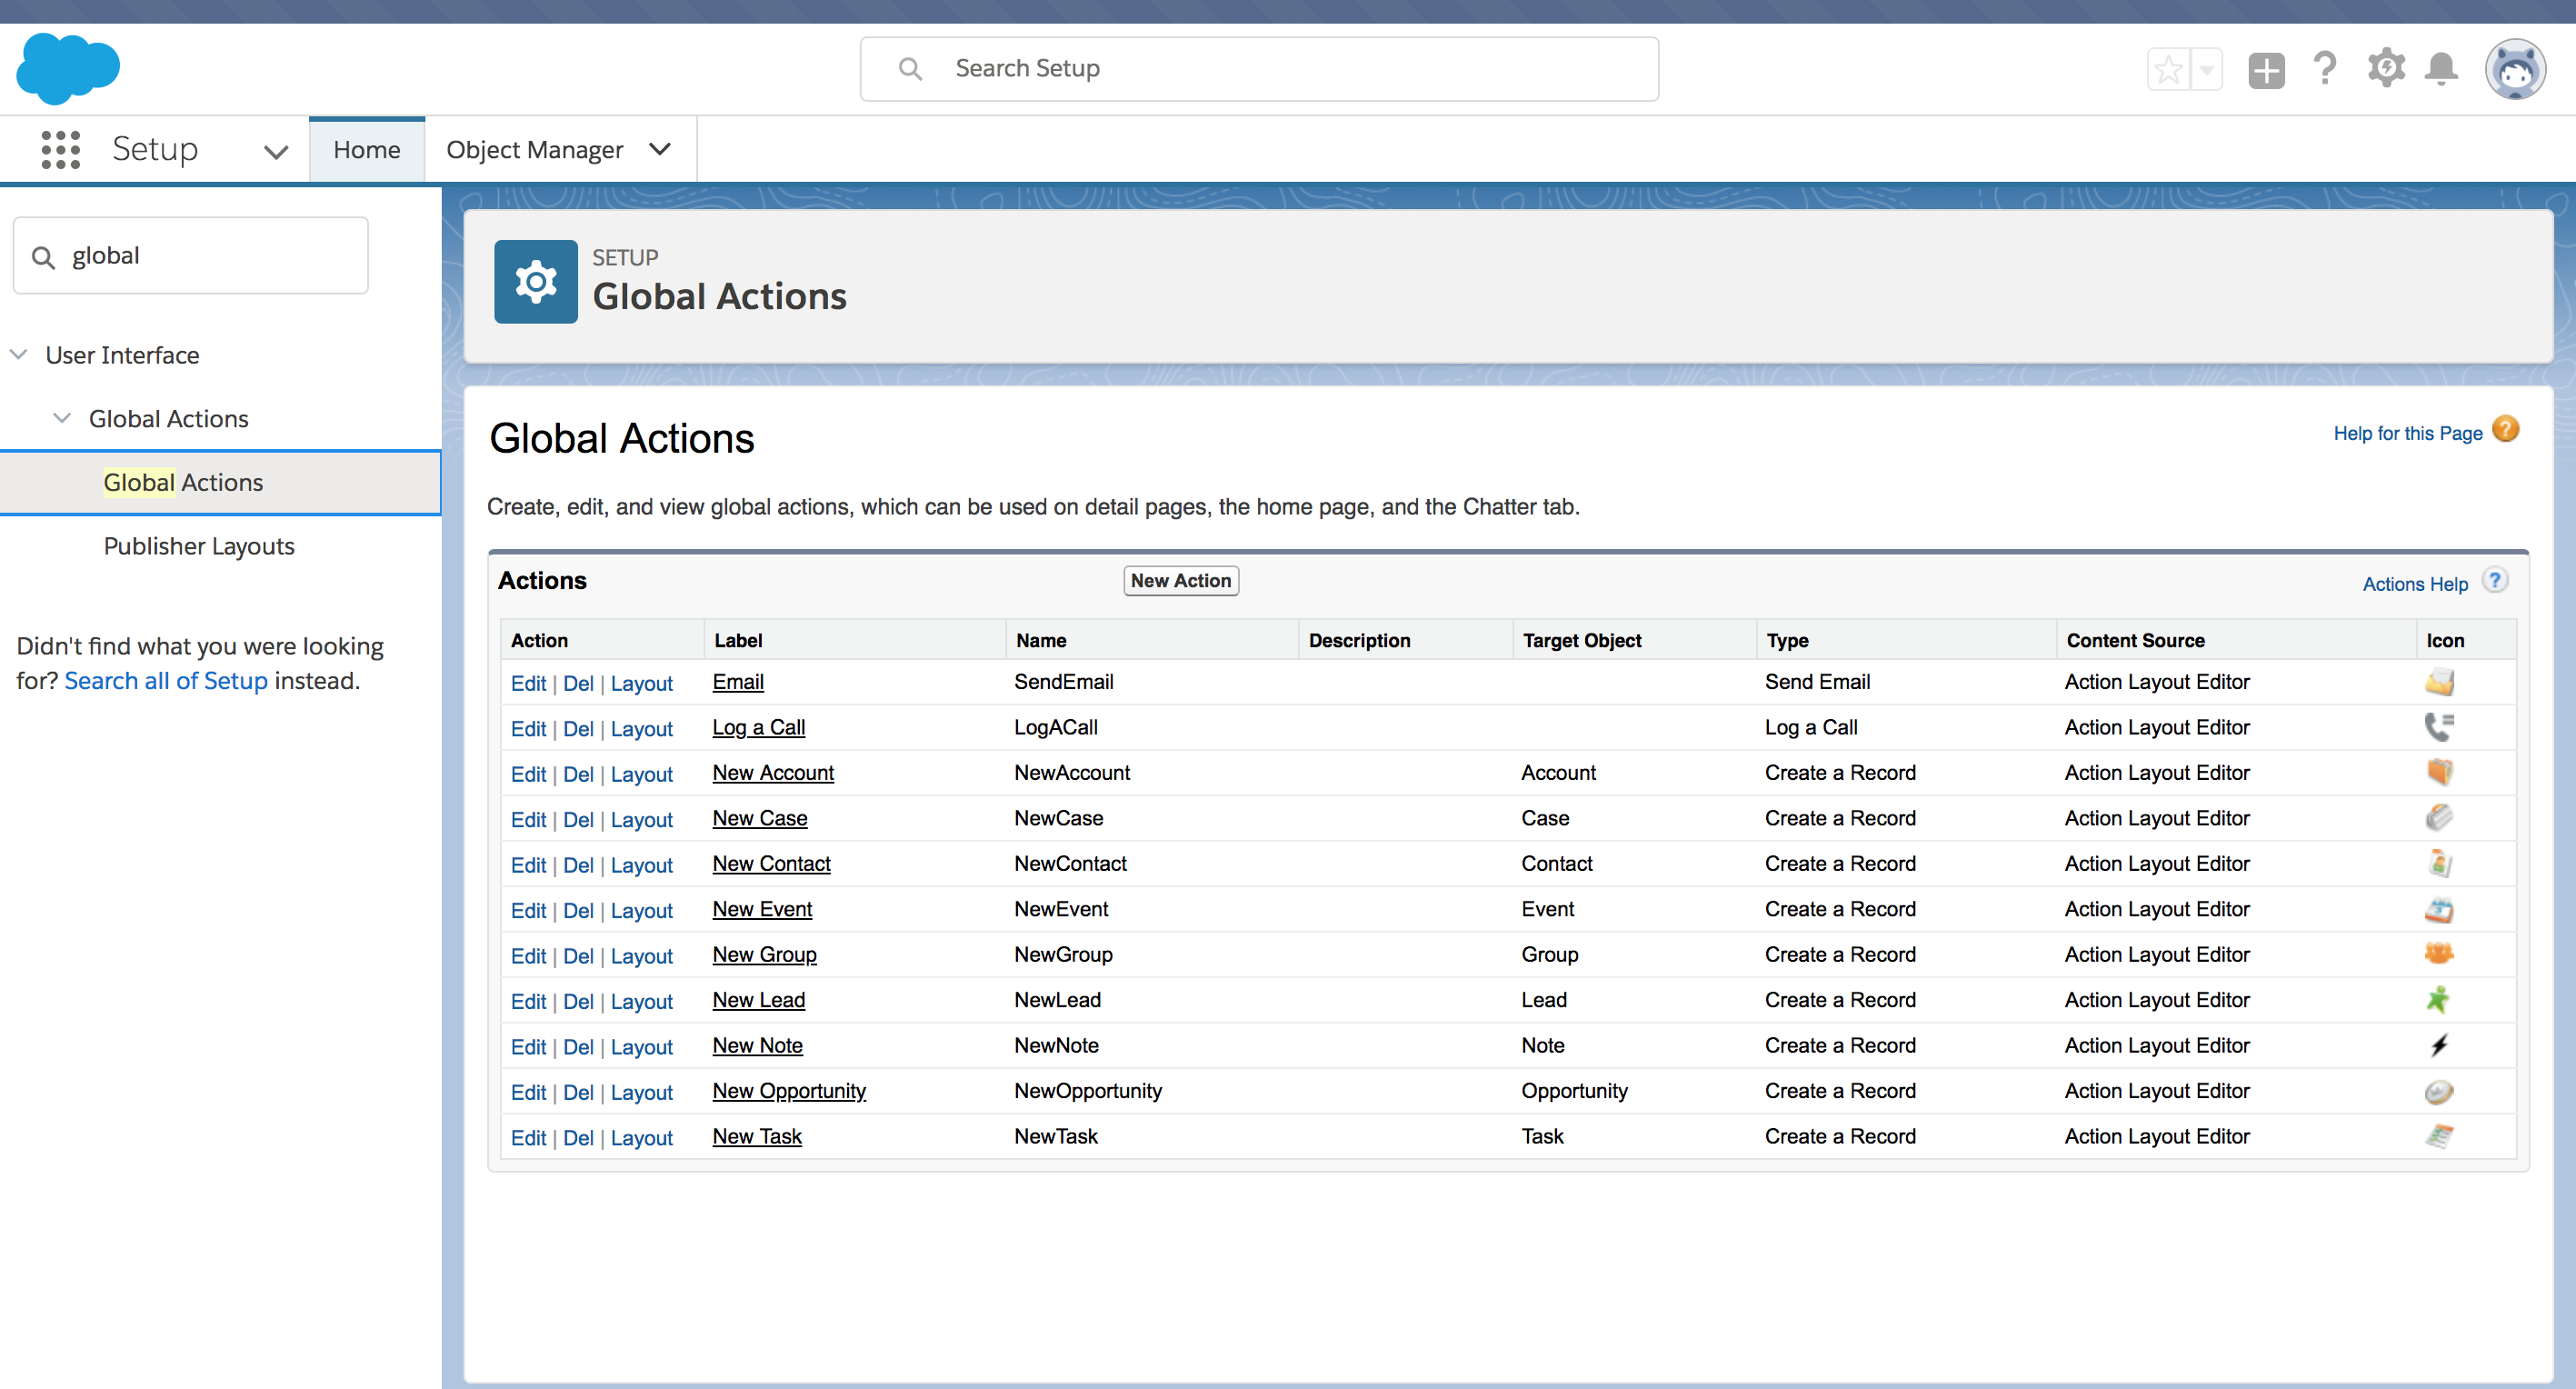 Search Setup
Setup
Home
Object Manager
global
User Interface
Global Actions
Global Actions
Publisher Layouts
Didn't find what you were looking
for? Search all of Setup instead.
SETUP
Global Actions
Global Actions
Help for this Page ?
Create, edit, and view global actions, which can be used on detail pages, the home page, and the Chatter tab.
Actions New Action Actions Help ?
Action Label Name Description Target Object Type Content Source Icon
Edit | Del | Layout Email SendEmail Send Email Action Layout Editor
Edit | Del | Layout Log a Call LogACall Log a Call Action Layout Editor
Edit | Del | Layout New Account NewAccount Account Create a Record Action Layout Editor
Edit | Del | Layout New Case NewCase Case Create a Record Action Layout Editor
Edit | Del | Layout New Contact NewContact Contact Create a Record Action Layout Editor
Edit | Del | Layout New Event NewEvent Event Create a Record Action Layout Editor
Edit | Del | Layout New Group NewGroup Group Create a Record Action Layout Editor
Edit | Del | Layout New Lead NewLead Lead Create a Record Action Layout Editor
Edit | Del | Layout New Note NewNote Note Create a Record Action Layout Editor
Edit | Del | Layout New Opportunity NewOpportunity Opportunity Create a Record Action Layout Editor
Edit | Del | Layout New Task NewTask Task Create a Record Action Layout Editor